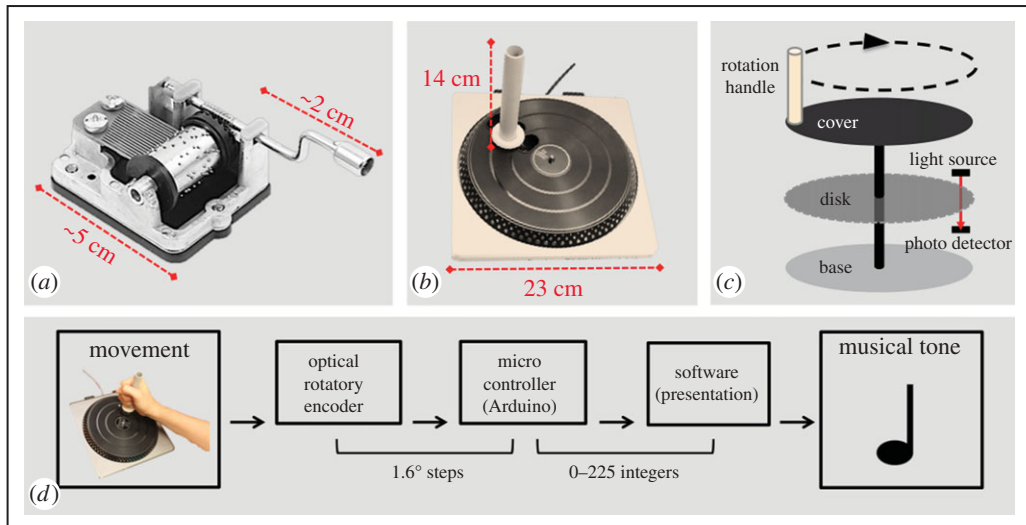 (a)
~5 cm
~2 cm
(b)
14 cm
23 cm
(c)
rotation
handle
cover
light source
disk
photo detector
base
(d)
movement
optical
rotatory
encoder
micro
controller
(Arduino)
software
(presentation)
musical tone
1.6° steps
0–225 integers